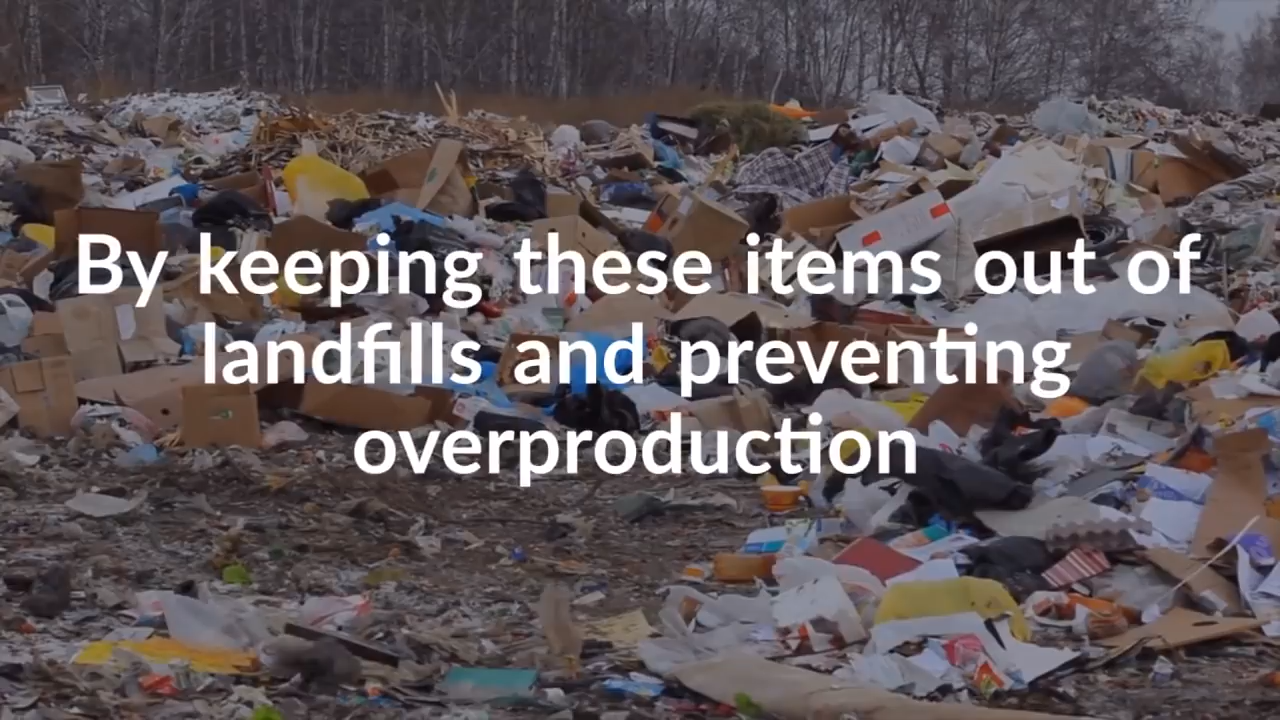 By keeping these items out of
landfills and preventing
overproduction